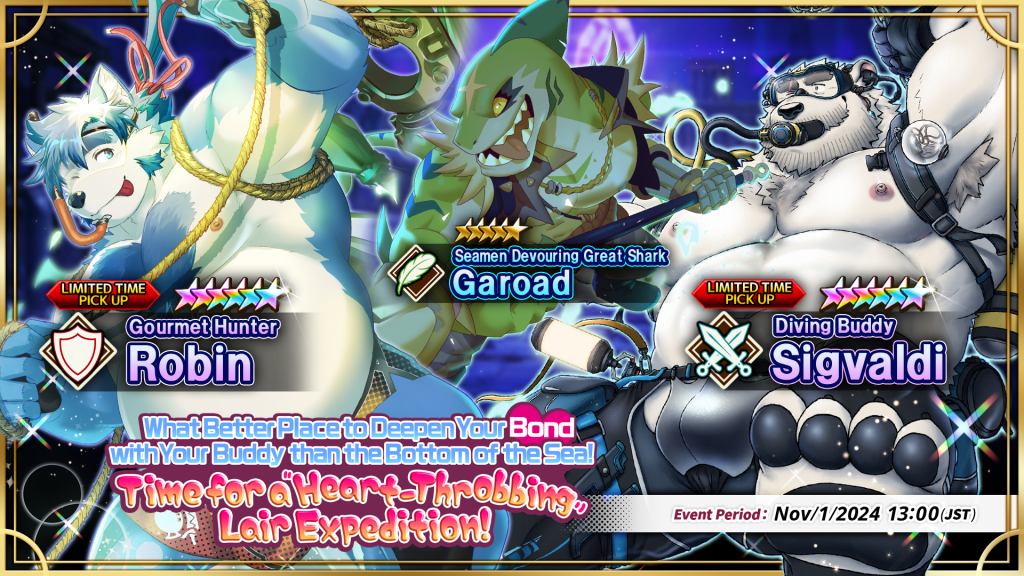 Seamen Devouring Great Shark
Garoad
LIMITED TIME
PICK UP
Gourmet Hunter
Robin
LIMITED TIME
PICK UP
Diving Buddy
Sigvaldi
What Better Place to Deepen Your Bond
with Your Buddy than the Bottom of the Sea!
Time for a "Heart-Throbbing"
Lair Expedition!
Event Period: Nov/1/2024 13:00(JST)